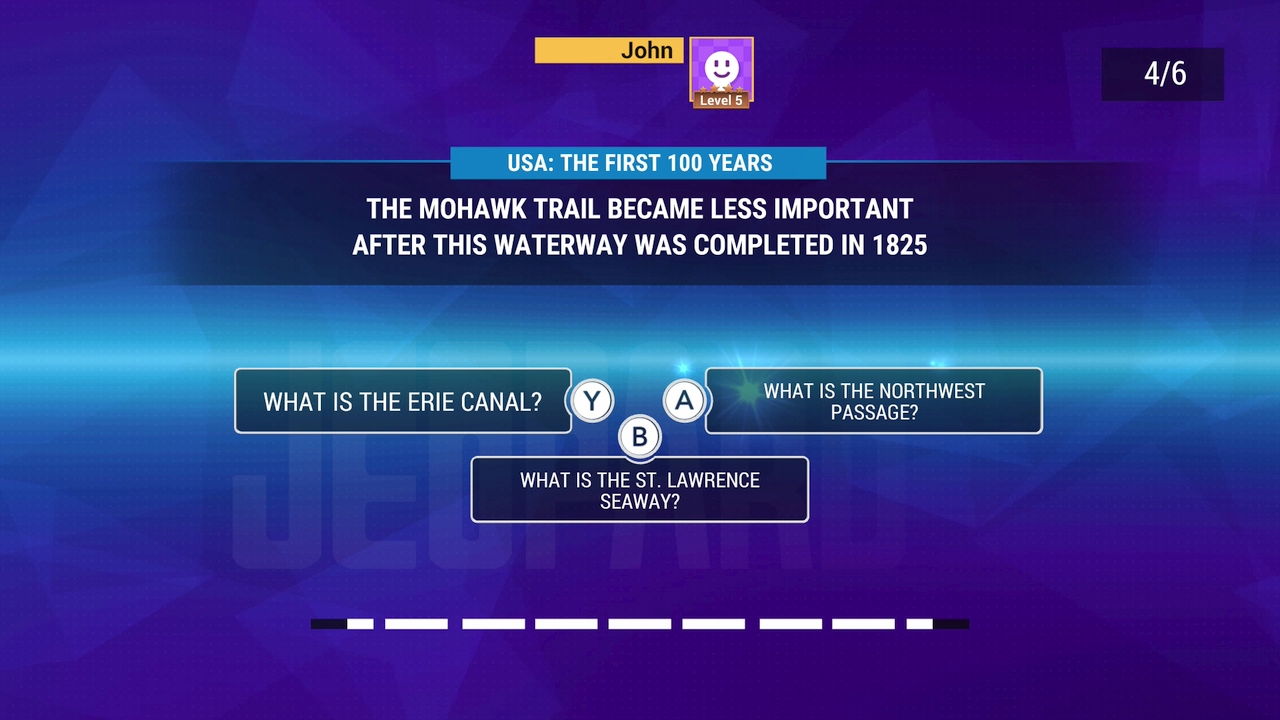 John
Level 5
4/6
USA: THE FIRST 100 YEARS
THE MOHAWK TRAIL BECAME LESS IMPORTANT
AFTER THIS WATERWAY WAS COMPLETED IN 1825
WHAT IS THE ERIE CANAL?
Y
A
WHAT IS THE NORTHWEST
PASSAGE?
B
WHAT IS THE ST. LAWRENCE
SEAWAY?
JEOPARD